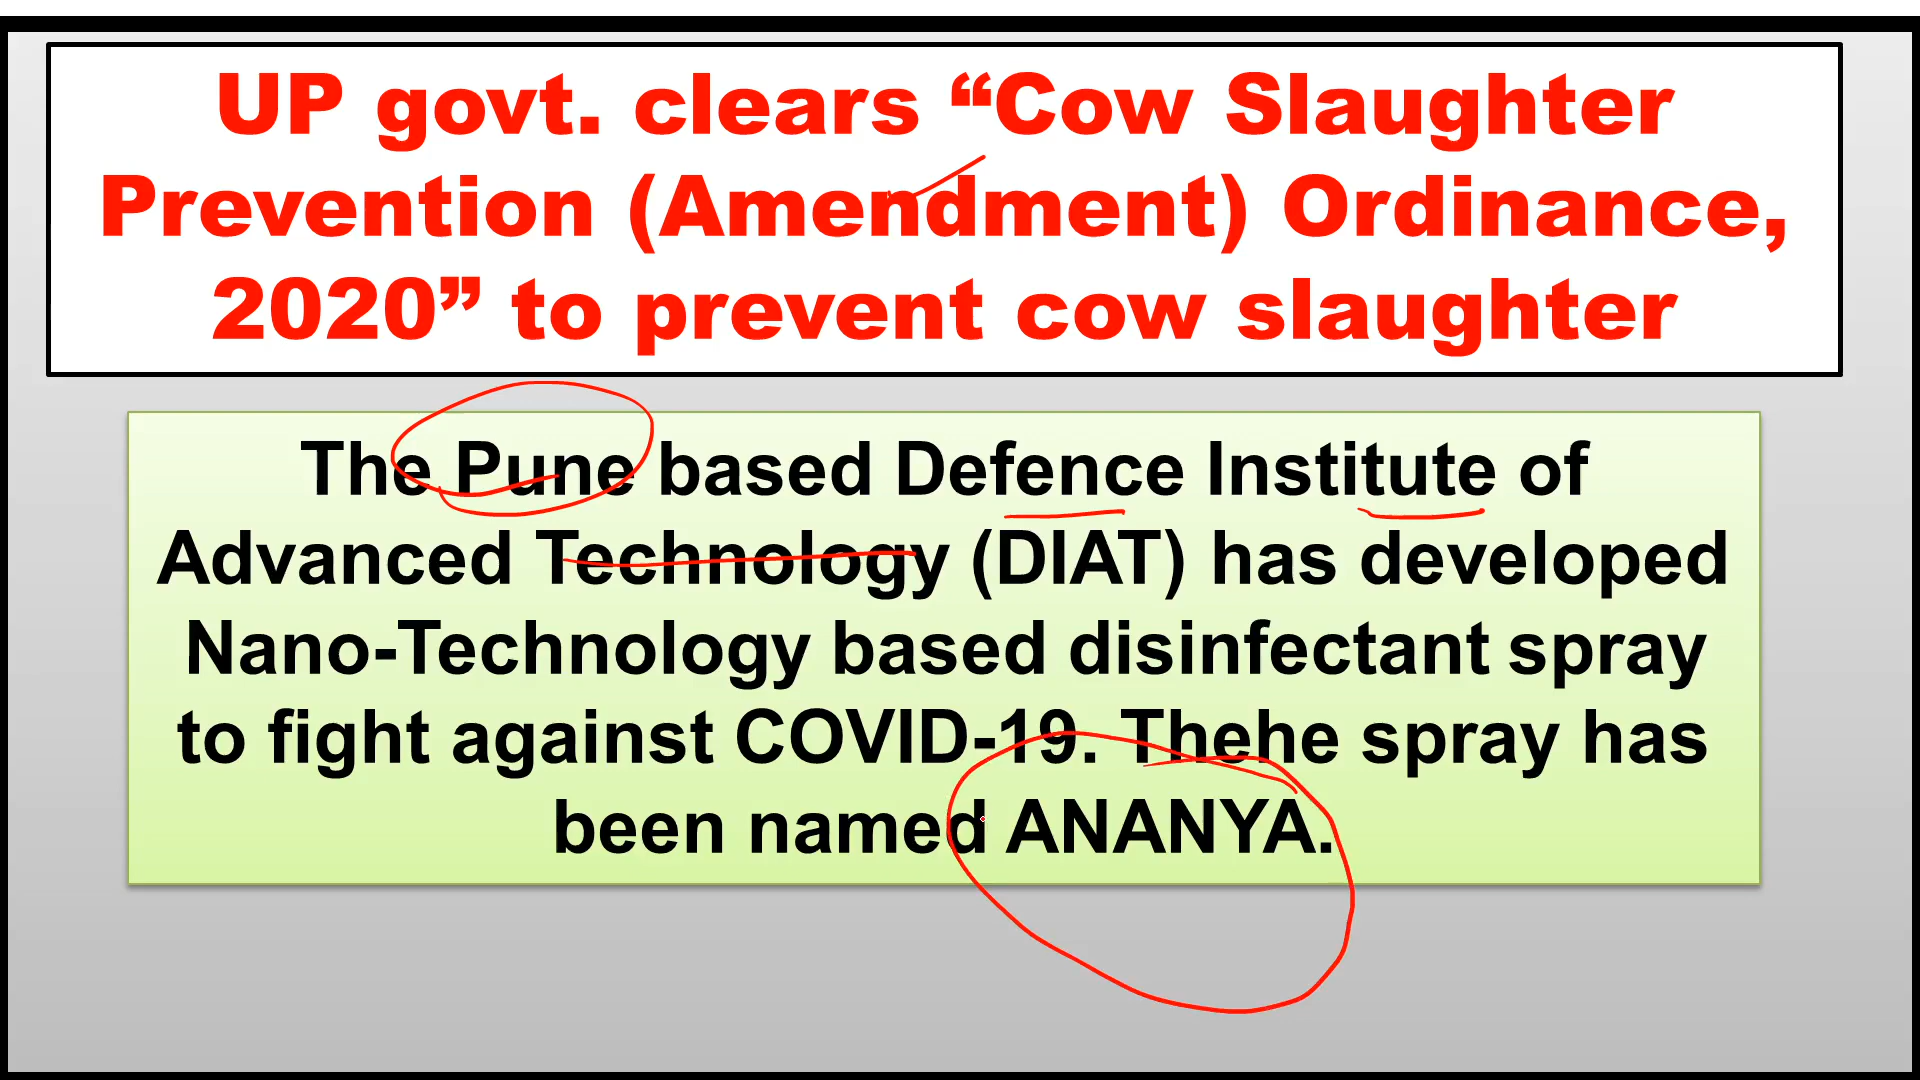 UP govt. clears “Cow Slaughter
Prevention (Amendment) Ordinance,
2020” to prevent cow slaughter
The Pune based Defence Institute of
Advanced Technology (DIAT) has developed
Nano-Technology based disinfectant spray
to fight against COVID-19. Thehe spray has
been named ANANYA.